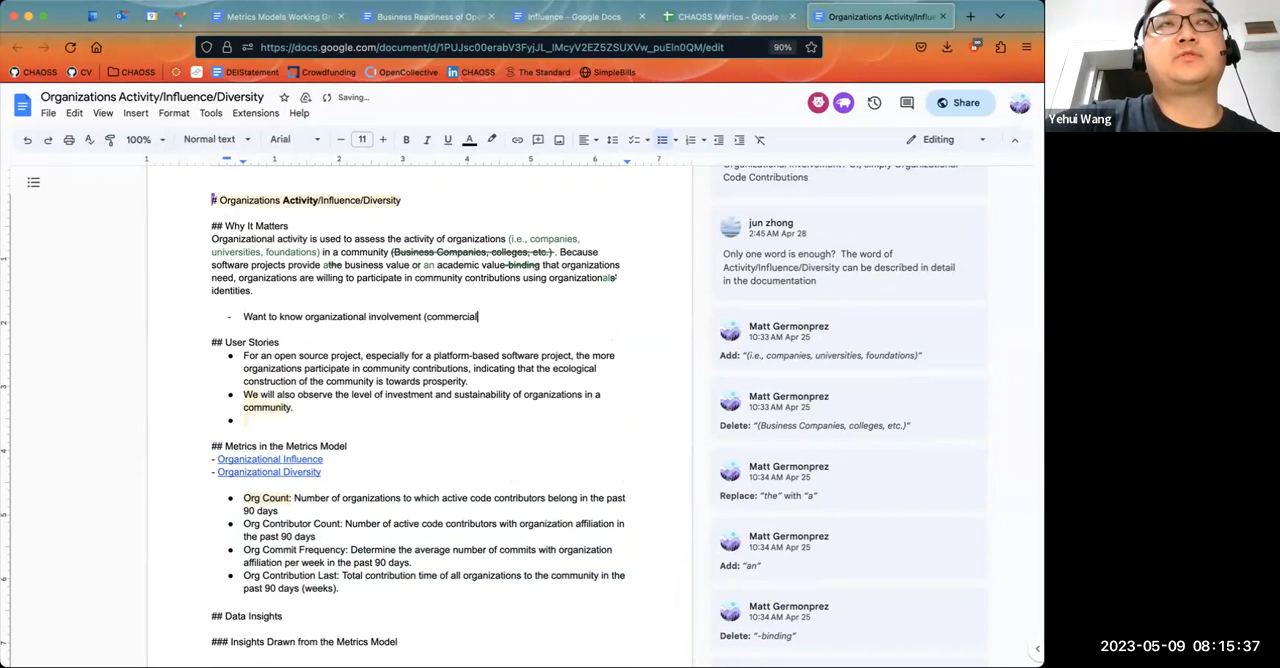 Metrics Models Working Gr
Business Readiness of Ope
Influence - Google Docs
CHAOSS Metrics - Google S
Organizations Activity/Influe
https://docs.google.com/document/d/1PUJsc00erabV3FyjJL_lMcyV2EZ5ZSUXVw_puEln0QM/edit
90%
CHAOSS
CV
CHAOSS
DEIStatement
Crowdfunding
OpenCollective
CHAOSS
The Standard
SimpleBills
Organizations Activity/Influence/Diversity
Saving...
File Edit View Insert Format Tools Extensions Help
Share
100%
Normal text
Arial
11
Editing
1 1 2 3 4 5 6 7
# Organizations Activity/Influence/Diversity
## Why It Matters
Organizational activity is used to assess the activity of organizations (i.e., companies,
universities, foundations) in a community (Business Companies, colleges, etc.) . Because
software projects provide athe business value or an academic value-binding that organizations
need, organizations are willing to participate in community contributions using organizationals'
identities.
- Want to know organizational involvement (commercial
## User Stories
● For an open source project, especially for a platform-based software project, the more
organizations participate in community contributions, indicating that the ecological
construction of the community is towards prosperity.
● We will also observe the level of investment and sustainability of organizations in a
community.
●
## Metrics in the Metrics Model
- Organizational Influence
- Organizational Diversity
● Org Count: Number of organizations to which active code contributors belong in the past
90 days
● Org Contributor Count: Number of active code contributors with organization affiliation in
the past 90 days
● Org Commit Frequency: Determine the average number of commits with organization
affiliation per week in the past 90 days.
● Org Contribution Last: Total contribution time of all organizations to the community in the
past 90 days (weeks).
## Data Insights
### Insights Drawn from the Metrics Model
Code Contributions
jun zhong
2:45 AM Apr 28
Only one word is enough? The word of
Activity/Influence/Diversity can be described in detail
in the documentation
Matt Germonprez
10:33 AM Apr 25
Add: "(i.e., companies, universities, foundations)"
Matt Germonprez
10:33 AM Apr 25
Delete: "(Business Companies, colleges, etc.)"
Matt Germonprez
10:34 AM Apr 25
Replace: "the" with "a"
Matt Germonprez
10:34 AM Apr 25
Add: "an"
Matt Germonprez
10:34 AM Apr 25
Delete: "-binding"
Yehui Wang
2023-05-09 08:15:37